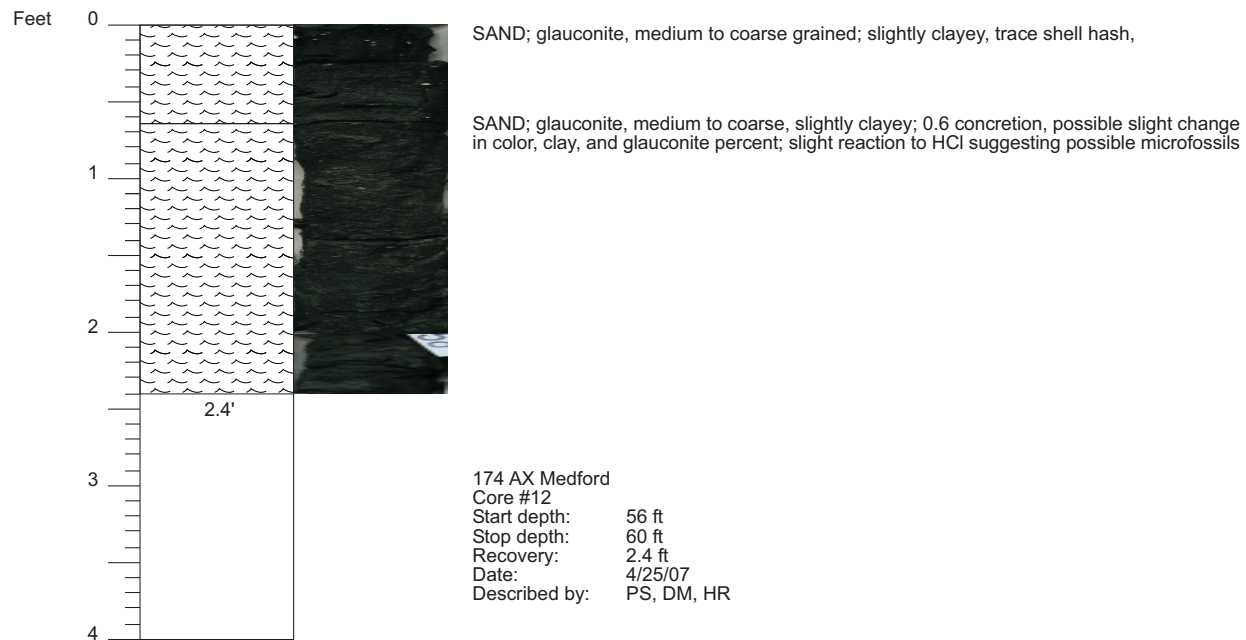 Feet
0
SAND; glauconite, medium to coarse grained; slightly clayey, trace shell hash,
SAND; glauconite, medium to coarse, slightly clayey; 0.6 concretion, possible slight change
in color, clay, and glauconite percent; slight reaction to HCl suggesting possible microfossils
1
2
2.4'
3
174 AX Medford
Core #12
Start depth: 56 ft
Stop depth: 60 ft
Recovery: 2.4 ft
Date: 4/25/07
Described by: PS, DM, HR
4